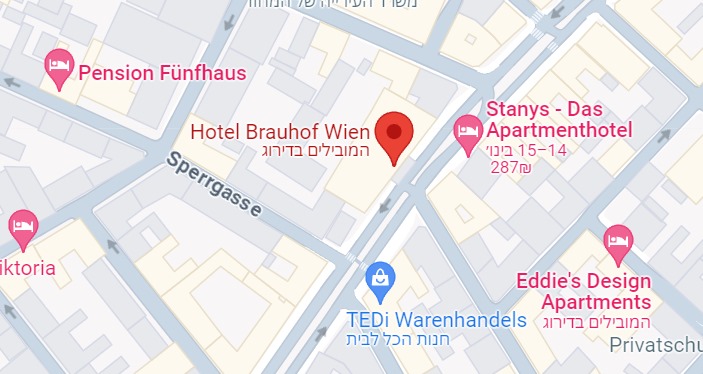 משרד העירייה של המחוז
Pension Fünfhaus
Hotel Brauhof Wien
המובילים בדירוג
Stanys - Das
Apartmenthotel
14–15 בינו׳
287₪
Sperrgasse
iktoria
Eddie's Design
Apartments
המובילים בדירוג
TEDi Warenhandels
חנות הכל לבית
Privatschu